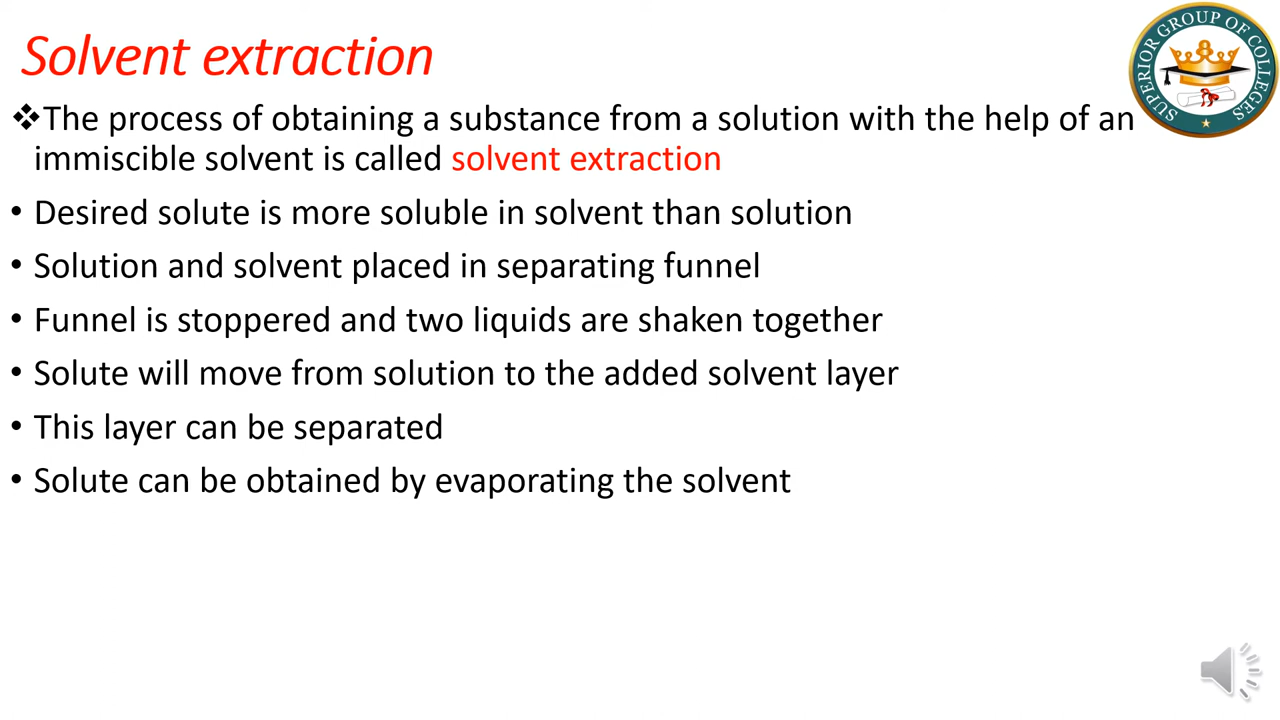 Solvent extraction
SUPERIOR GROUP OF COLLEGES
❖The process of obtaining a substance from a solution with the help of an
immiscible solvent is called solvent extraction
• Desired solute is more soluble in solvent than solution
• Solution and solvent placed in separating funnel
• Funnel is stoppered and two liquids are shaken together
• Solute will move from solution to the added solvent layer
• This layer can be separated
• Solute can be obtained by evaporating the solvent